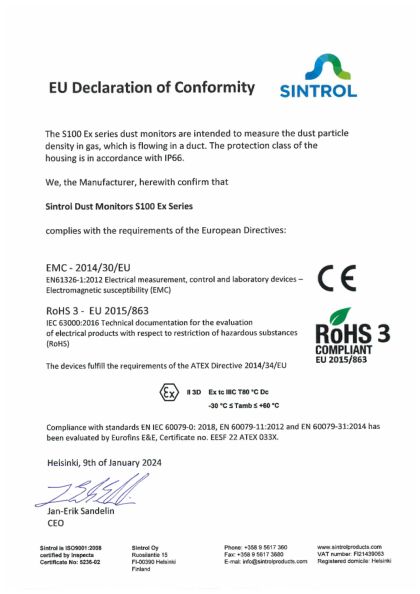 SINTROL
EU Declaration of Conformity
The S100 Ex series dust monitors are intended to measure the dust particle
density in gas, which is flowing in a duct. The protection class of the
housing is in accordance with IP66.
We, the Manufacturer, herewith confirm that
Sintrol Dust Monitors S100 Ex Series
complies with the requirements of the European Directives:
EMC - 2014/30/EU
EN61326-1:2012 Electrical measurement, control and laboratory devices –
Electromagnetic susceptibility (EMC)
CE
RoHS 3 - EU 2015/863
IEC 63000:2016 Technical documentation for the evaluation
of electrical products with respect to restriction of hazardous substances
(RoHS)
RoHS 3
COMPLIANT
EU 2015/863
The devices fulfill the requirements of the ATEX Directive 2014/34/EU
Ex II 3D Ex tc IIIC T80 °C Dc
-30 °C ≤ Tamb ≤ +60 °C
Compliance with standards EN IEC 60079-0: 2018, EN 60079-11:2012 and EN 60079-31:2014 has
been evaluated by Eurofins E&E, Certificate no. EESF 22 ATEX 033X.
Helsinki, 9th of January 2024
Jan-Erik Sandelin
CEO
Sintrol is ISO9001:2008
certified by Inspecta
Certificate No: 5236-02
Sintrol Oy
Ruosilantie 15
FI-00390 Helsinki
Finland
Phone: +358 9 5617 360
Fax: +358 9 5617 3680
E-mail: info@sintrolproducts.com
www.sintrolproducts.com
VAT number: FI21439063
Registered domicile: Helsinki